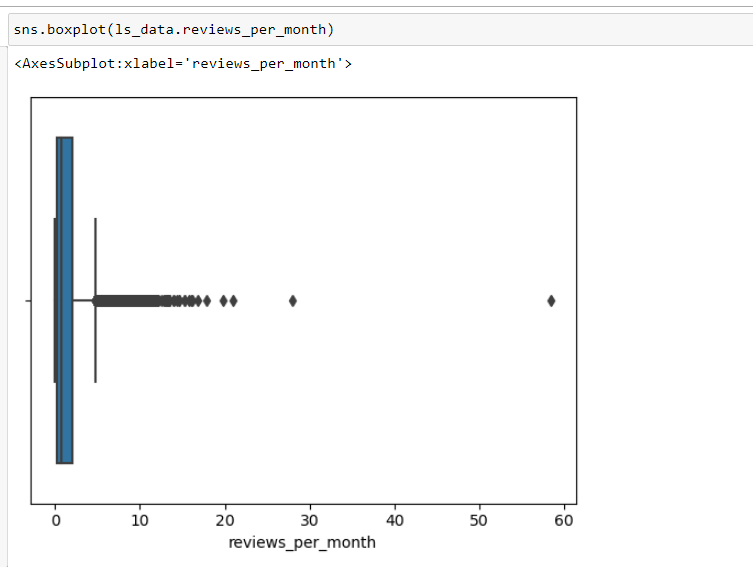 sns.boxplot(ls_data.reviews_per_month)
<AxesSubplot:xlabel='reviews_per_month'>
0 10 20 30 40 50 60
reviews_per_month